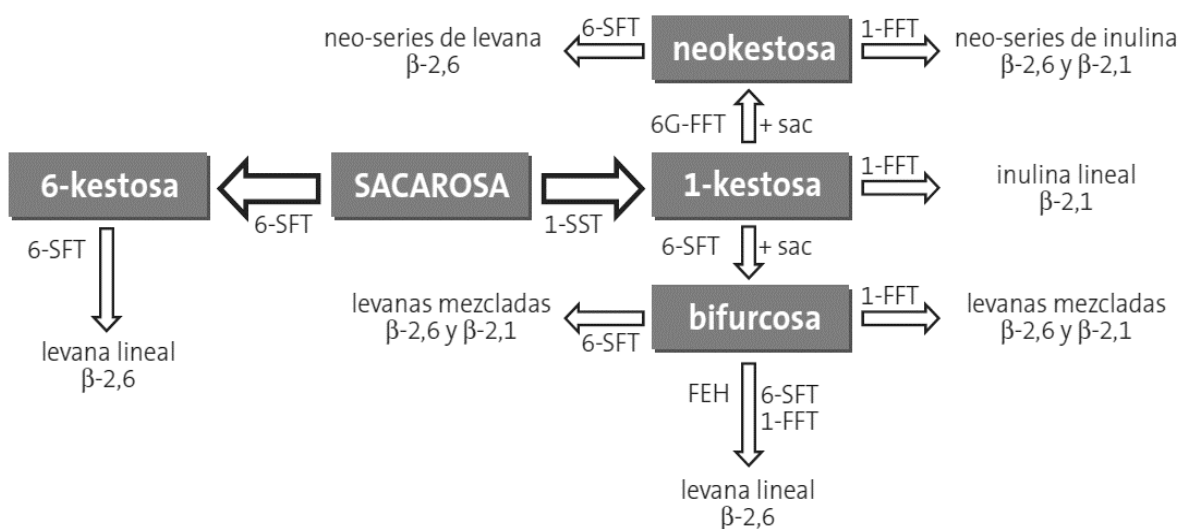 6-SFT
1-FFT
neo-series de levana
β-2,6
neokestosa
neo-series de inulina
β-2,6 y β-2,1
6G-FFT
+ sac
1-FFT
6-kestosa
SACAROSA
1-kestosa
inulina lineal
β-2,1
6-SFT
1-SST
6-SFT
6-SFT
+ sac
1-FFT
levanas mezcladas
β-2,6 y β-2,1
bifurcosa
levanas mezcladas
β-2,6 y β-2,1
6-SFT
levana lineal
β-2,6
FEH
6-SFT
1-FFT
levana lineal
β-2,6